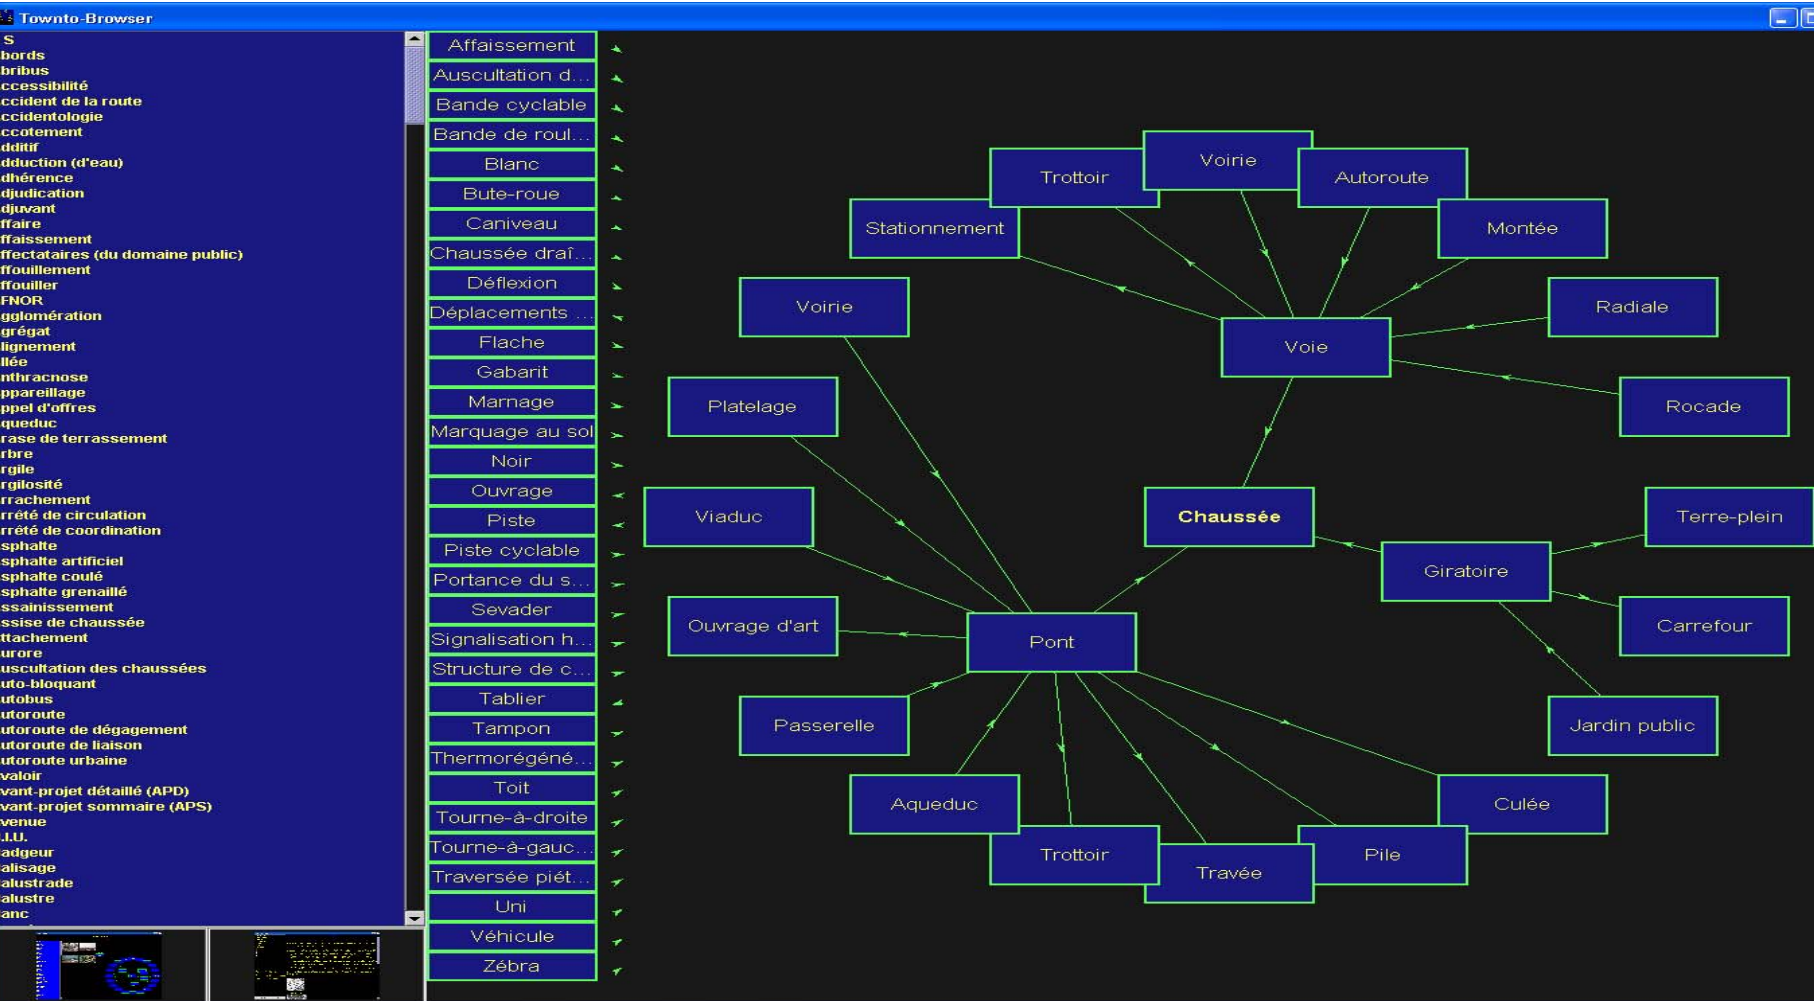 Townto-Browser
S
bords
bribus
ccessibilité
ccident de la route
ccidentologie
ccotement
dditif
dduction (d'eau)
dhérence
djudication
djuvant
ffaire
ffaissement
ffectataires (du domaine public)
ffouillement
ffouiller
FNOR
gglomération
grégat
lignement
llée
nthracnose
ppareillage
ppel d'offres
queduc
rase de terrassement
rbre
rgile
rgilosité
rrachement
rrété de circulation
rrété de coordination
sphalte
sphalte artificiel
sphalte coulé
sphalte grenaillé
ssainissement
ssise de chaussée
ttachement
urore
uscultation des chaussées
uto-bloquant
utobus
utoroute
utoroute de dégagement
utoroute de liaison
utoroute urbaine
valoir
vant-projet détaillé (APD)
vant-projet sommaire (APS)
venue
.I.U.
adgeur
alisage
alustrade
alustre
anc
Affaissement
Auscultation d...
Bande cyclable
Bande de roul...
Blanc
Bute-roue
Caniveau
Chaussée draî...
Déflexion
Déplacements ...
Flache
Gabarit
Marnage
Marquage au sol
Noir
Ouvrage
Piste
Piste cyclable
Portance du s...
Sevader
Signalisation h...
Structure de c...
Tablier
Tampon
Thermorégéné...
Toit
Tourne-à-droite
Tourne-à-gauc...
Traversée piét...
Uni
Véhicule
Zébra
Voirie
Trottoir
Autoroute
Stationnement
Montée
Voirie
Radiale
Voie
Platelage
Rocade
Viaduc
Chaussée
Terre-plein
Giratoire
Ouvrage d'art
Pont
Carrefour
Passerelle
Jardin public
Aqueduc
Culée
Trottoir
Travée
Pile